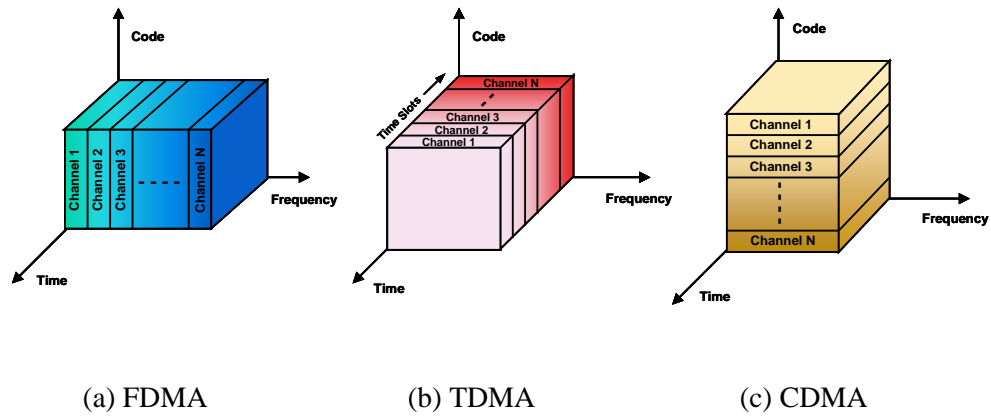 Code
Channel 1
Channel 2
Channel 3
Channel N
Frequency
Time
Code
Time Slots
Channel N
Channel 3
Channel 2
Channel 1
Frequency
Time
Code
Channel 1
Channel 2
Channel 3
Channel N
Frequency
Time
(a) FDMA
(b) TDMA
(c) CDMA